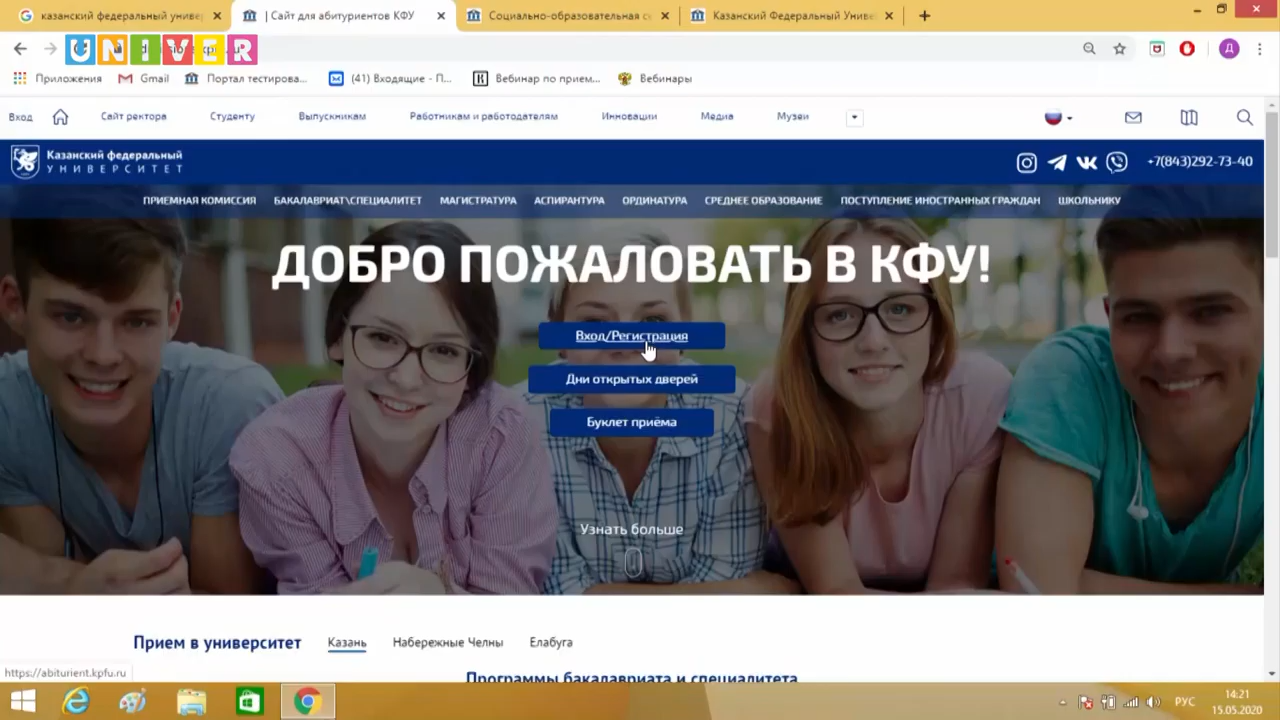 казанский федеральный универ
| Сайт для абитуриентов КФУ
Социально-образовательная с
Казанский Федеральный Униве
UNIVER
Приложения
Gmail
Портал тестирова...
(41) Входящие - П...
Вебинар по прием...
Вебинары
Вход
Сайт ректора
Студенту
Выпускникам
Работникам и работодателям
Инновации
Медиа
Музеи
Казанский федеральный
УНИВЕРСИТЕТ
+7(843)292-73-40
ПРИЕМНАЯ КОМИССИЯ
БАКАЛАВРИАТ\СПЕЦИАЛИТЕТ
МАГИСТРАТУРА
АСПИРАНТУРА
ОРДИНАТУРА
СРЕДНЕЕ ОБРАЗОВАНИЕ
ПОСТУПЛЕНИЕ ИНОСТРАННЫХ ГРАЖДАН
ШКОЛЬНИКУ
ДОБРО ПОЖАЛОВАТЬ В КФУ!
Вход/Регистрация
Дни открытых дверей
Буклет приёма
Узнать больше
Прием в университет
Казань
Набережные Челны
Елабуга
Программы бакалавриата и специалитета
https://abiturient.kpfu.ru
РУС
14:21
15.05.2020